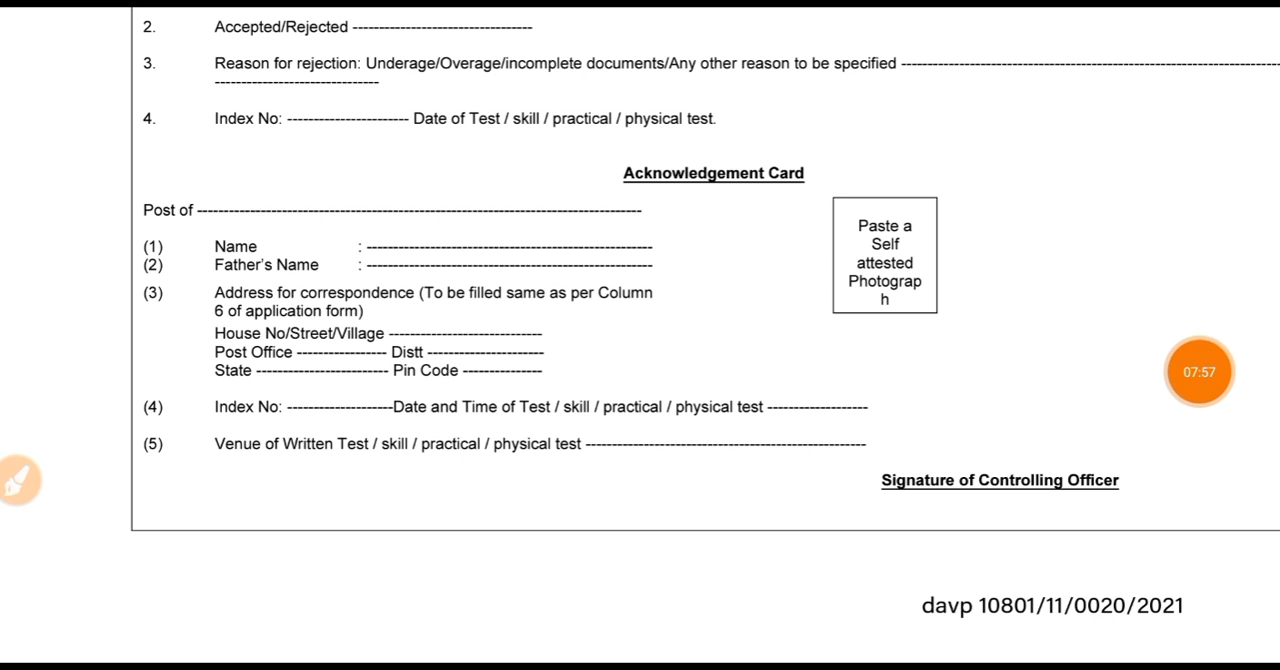 2. Accepted/Rejected ----------------------------------
3. Reason for rejection: Underage/Overage/incomplete documents/Any other reason to be specified ------------------------------------------------------------------------
-------------------------------
4. Index No: ----------------------- Date of Test / skill / practical / physical test.
Acknowledgement Card
Post of ------------------------------------------------------------------------------------
Paste a
Self
attested
Photograp
h
(1) Name : ------------------------------------------------------
(2) Father's Name : ------------------------------------------------------
(3) Address for correspondence (To be filled same as per Column
6 of application form)
House No/Street/Village -----------------------------
Post Office ----------------- Distt ----------------------
State ------------------------- Pin Code ---------------
07:57
(4) Index No: --------------------Date and Time of Test / skill / practical / physical test -------------------
(5) Venue of Written Test / skill / practical / physical test -----------------------------------------------------
Signature of Controlling Officer
davp 10801/11/0020/2021